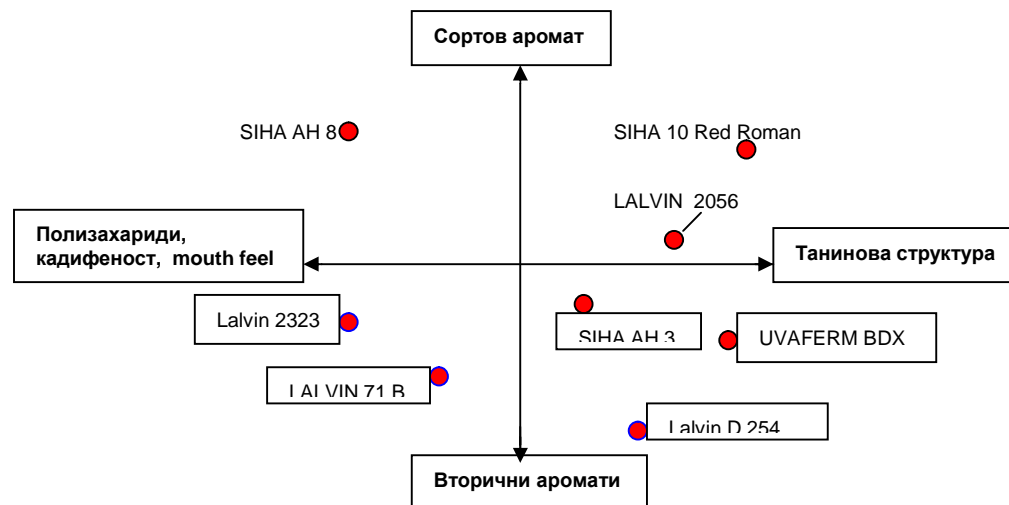 Сортов аромат
SIHA AH 8
SIHA 10 Red Roman
LALVIN 2056
Полизахариди,
кадифеност, mouth feel
Танинова структура
Lalvin 2323
SIHA AH 3
UVAFERM BDX
LALVIN 71 B
Lalvin D 254
Вторични аромати